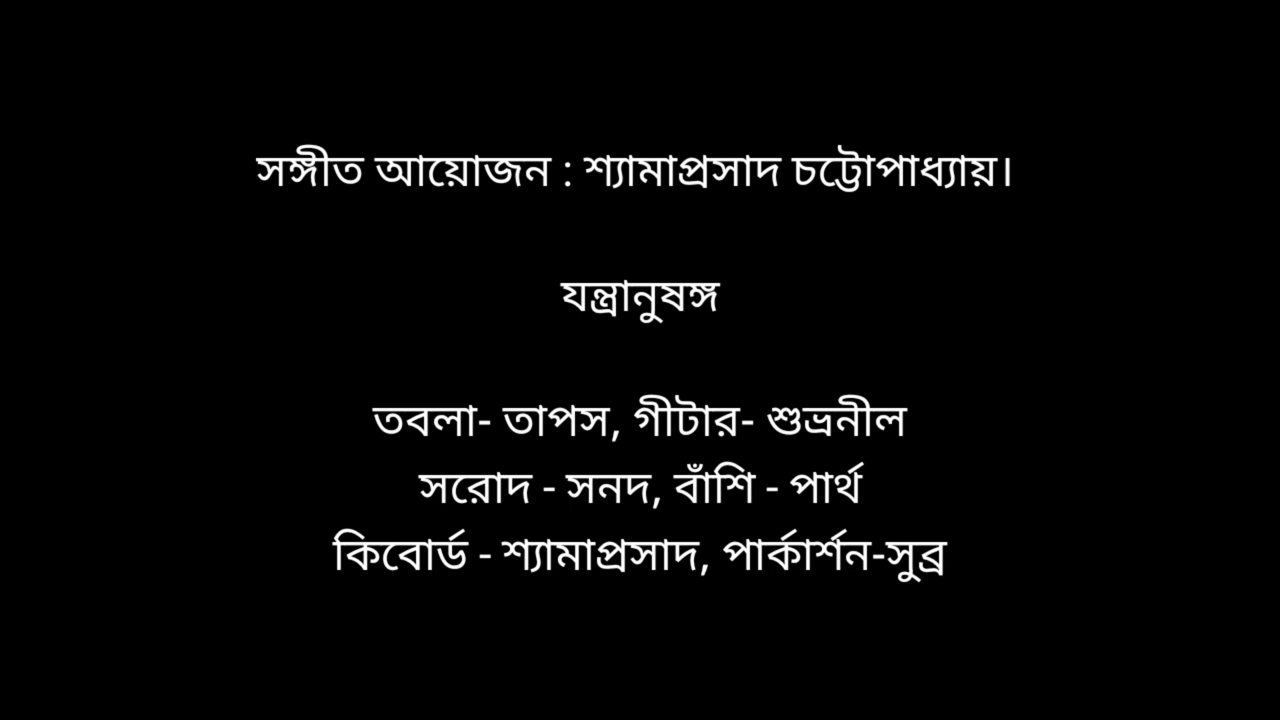 সঙ্গীত আয়োজন : শ্যামাপ্রসাদ চট্টোপাধ্যায়।
যন্ত্রানুষঙ্গ
তবলা- তাপস, গীটার- শুভ্রনীল
সরোদ - সনদ, বাঁশি - পার্থ
কিবোর্ড - শ্যামাপ্রসাদ, পার্কার্শন-সুব্র